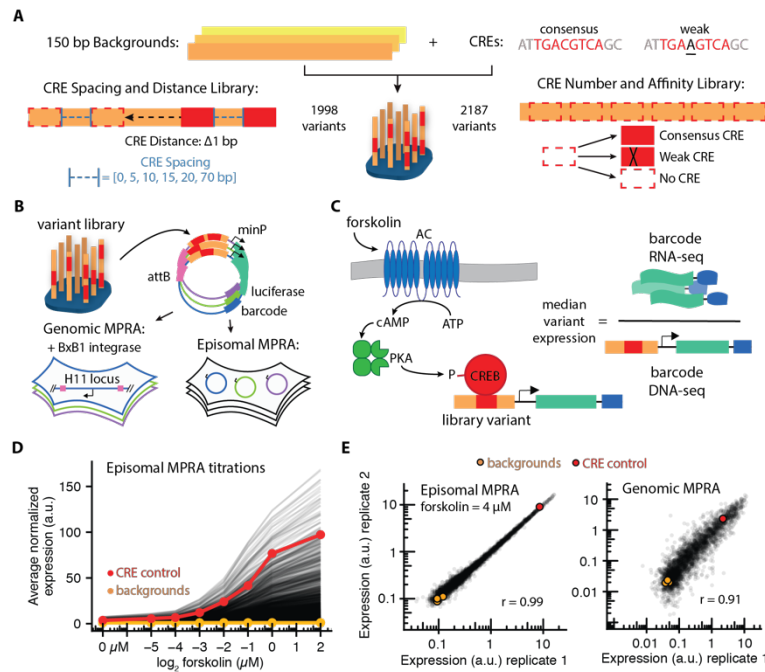 A
150 bp Backgrounds:
+
CREs:
consensus
ATTGACGTCAGC
weak
ATTGAAGTCAGC
CRE Spacing and Distance Library:
CRE Distance: Δ1 bp
CRE Spacing
= [0, 5, 10, 15, 20, 70 bp]
1998
variants
2187
variants
CRE Number and Affinity Library:
Consensus CRE
Weak CRE
No CRE
B
variant library
minP
attB
luciferase
barcode
Genomic MPRA:
+ BxB1 integrase
H11 locus
Episomal MPRA:
C
forskolin
AC
cAMP
ATP
PKA
P
CREB
library variant
barcode
RNA-seq
median
variant
expression
=
barcode
DNA-seq
D
Episomal MPRA titrations
Average normalized
expression (a.u.)
150
100
50
0
CRE control
backgrounds
0 µM
−5
−4
−3
−2
−1
0
1
2
log2 forskolin (µM)
E
backgrounds
CRE control
Episomal MPRA
forskolin = 4 µM
Expression (a.u.) replicate 2
10
1
0.1
r = 0.99
0.1
1
10
Expression (a.u.) replicate 1
Genomic MPRA
10
1
0.1
0.01
r = 0.91
0.01
0.1
1
10
Expression (a.u.) replicate 1